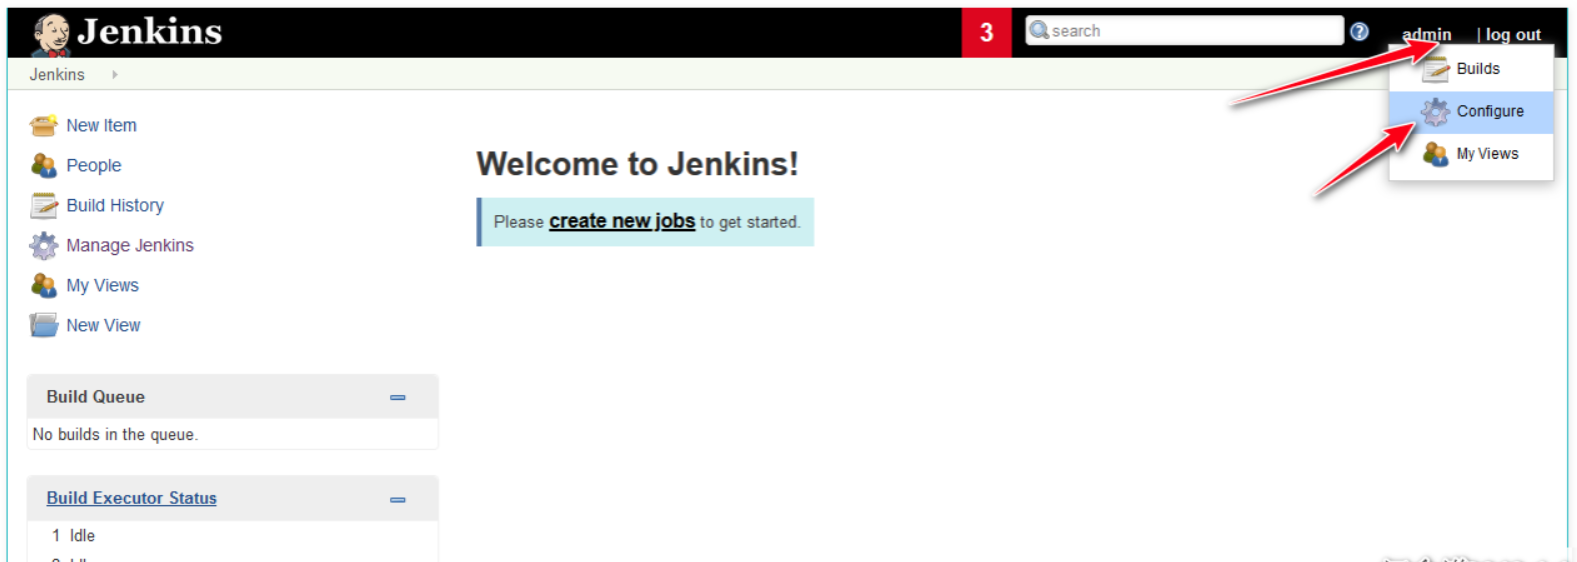 Jenkins
3
search
admin
| log out
Jenkins
Builds
Configure
My Views
New Item
People
Build History
Manage Jenkins
My Views
New View
Welcome to Jenkins!
Please create new jobs to get started.
Build Queue
No builds in the queue.
Build Executor Status
1 Idle